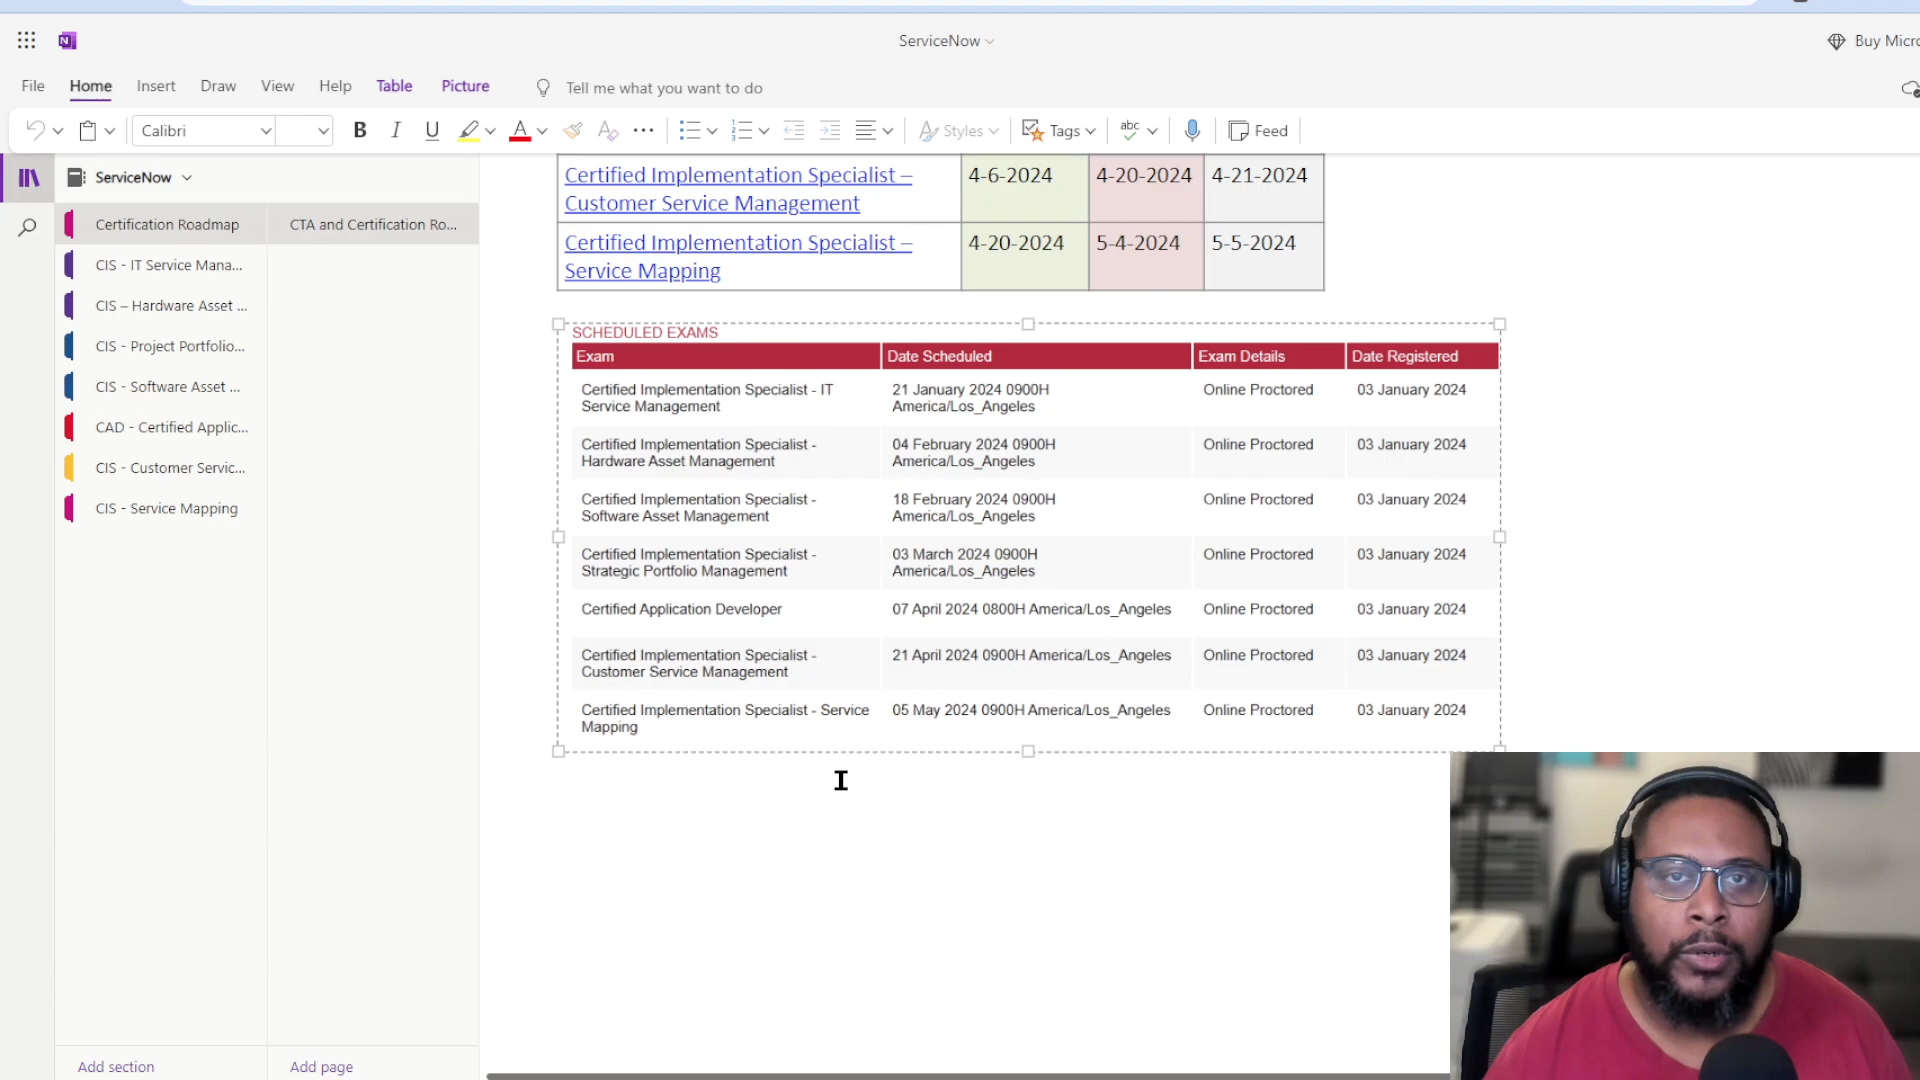 ServiceNow
Buy Micro
File Home Insert Draw View Help Table Picture Tell me what you want to do
Calibri B I U A Styles Tags abc Feed
ServiceNow
Certification Roadmap
CIS - IT Service Mana...
CIS – Hardware Asset ...
CIS - Project Portfolio...
CIS - Software Asset ...
CAD - Certified Applic...
CIS - Customer Servic...
CIS - Service Mapping
Add section
CTA and Certification Ro...
Add page
Certified Implementation Specialist – 4-6-2024 4-20-2024 4-21-2024
Customer Service Management
Certified Implementation Specialist – 4-20-2024 5-4-2024 5-5-2024
Service Mapping
SCHEDULED EXAMS
Exam Date Scheduled Exam Details Date Registered
Certified Implementation Specialist - IT 21 January 2024 0900H Online Proctored 03 January 2024
Service Management America/Los_Angeles
Certified Implementation Specialist - 04 February 2024 0900H Online Proctored 03 January 2024
Hardware Asset Management America/Los_Angeles
Certified Implementation Specialist - 18 February 2024 0900H Online Proctored 03 January 2024
Software Asset Management America/Los_Angeles
Certified Implementation Specialist - 03 March 2024 0900H Online Proctored 03 January 2024
Strategic Portfolio Management America/Los_Angeles
Certified Application Developer 07 April 2024 0800H America/Los_Angeles Online Proctored 03 January 2024
Certified Implementation Specialist - 21 April 2024 0900H America/Los_Angeles Online Proctored 03 January 2024
Customer Service Management
Certified Implementation Specialist - Service 05 May 2024 0900H America/Los_Angeles Online Proctored 03 January 2024
Mapping